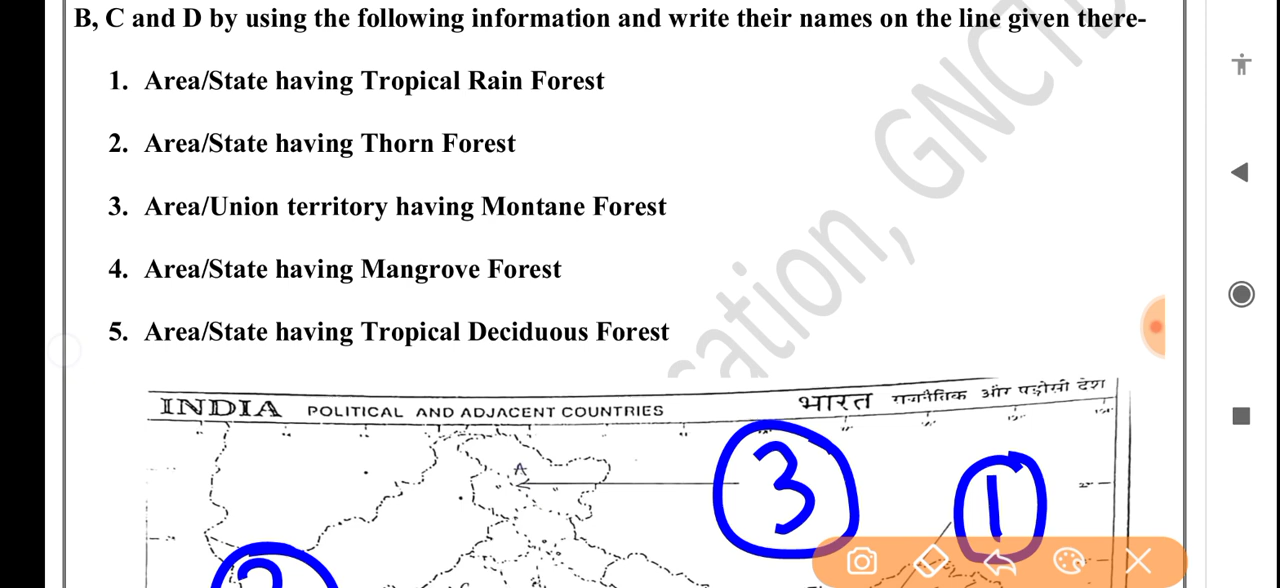 B, C and D by using the following information and write their names on the line given there-
1. Area/State having Tropical Rain Forest
2. Area/State having Thorn Forest
3. Area/Union territory having Montane Forest
4. Area/State having Mangrove Forest
5. Area/State having Tropical Deciduous Forest
ation, GNCT
INDIA POLITICAL AND ADJACENT COUNTRIES
भारत राजनैतिक और पड़ोसी देश
A
3
1
2